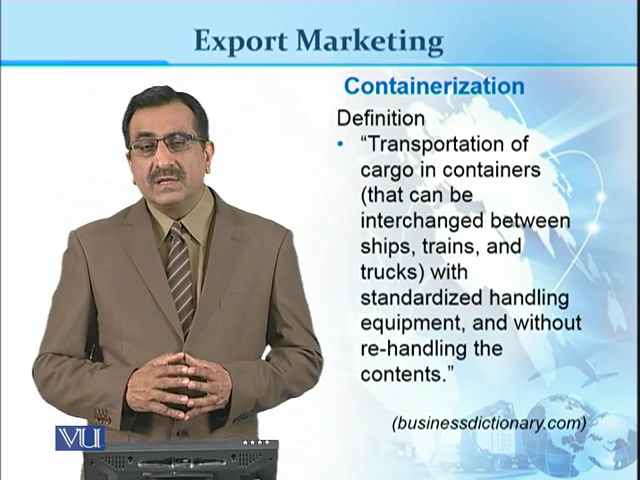 Export Marketing
Containerization
Definition
• “Transportation of
cargo in containers
(that can be
interchanged between
ships, trains, and
trucks) with
standardized handling
equipment, and without
re-handling the
contents.”
(businessdictionary.com)
VU